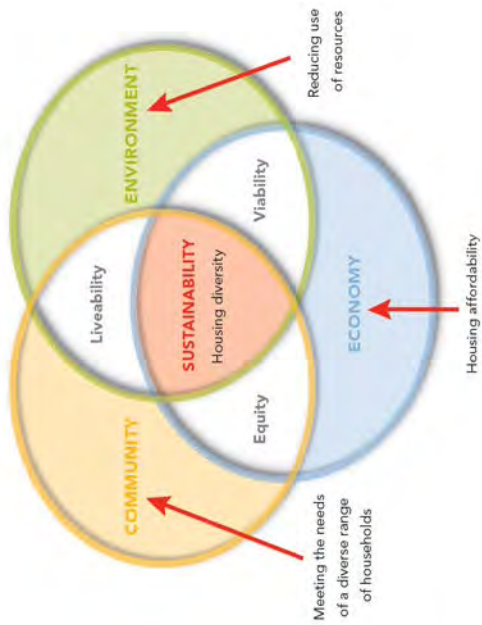 COMMUNITY
ENVIRONMENT
Liveability
SUSTAINABILITY
Housing diversity
Equity
Viability
ECONOMY
Meeting the needs
of a diverse range
of households
Reducing use
of resources
Housing affordability